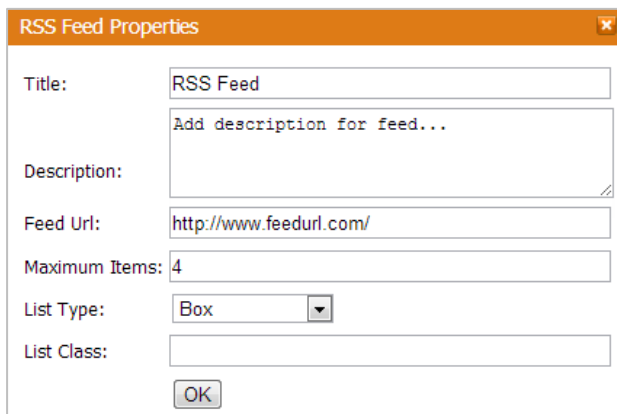 RSS Feed Properties
Title: RSS Feed
Add description for feed...
Description:
Feed Url: http://www.feedurl.com/
Maximum Items: 4
List Type: Box
List Class:
OK